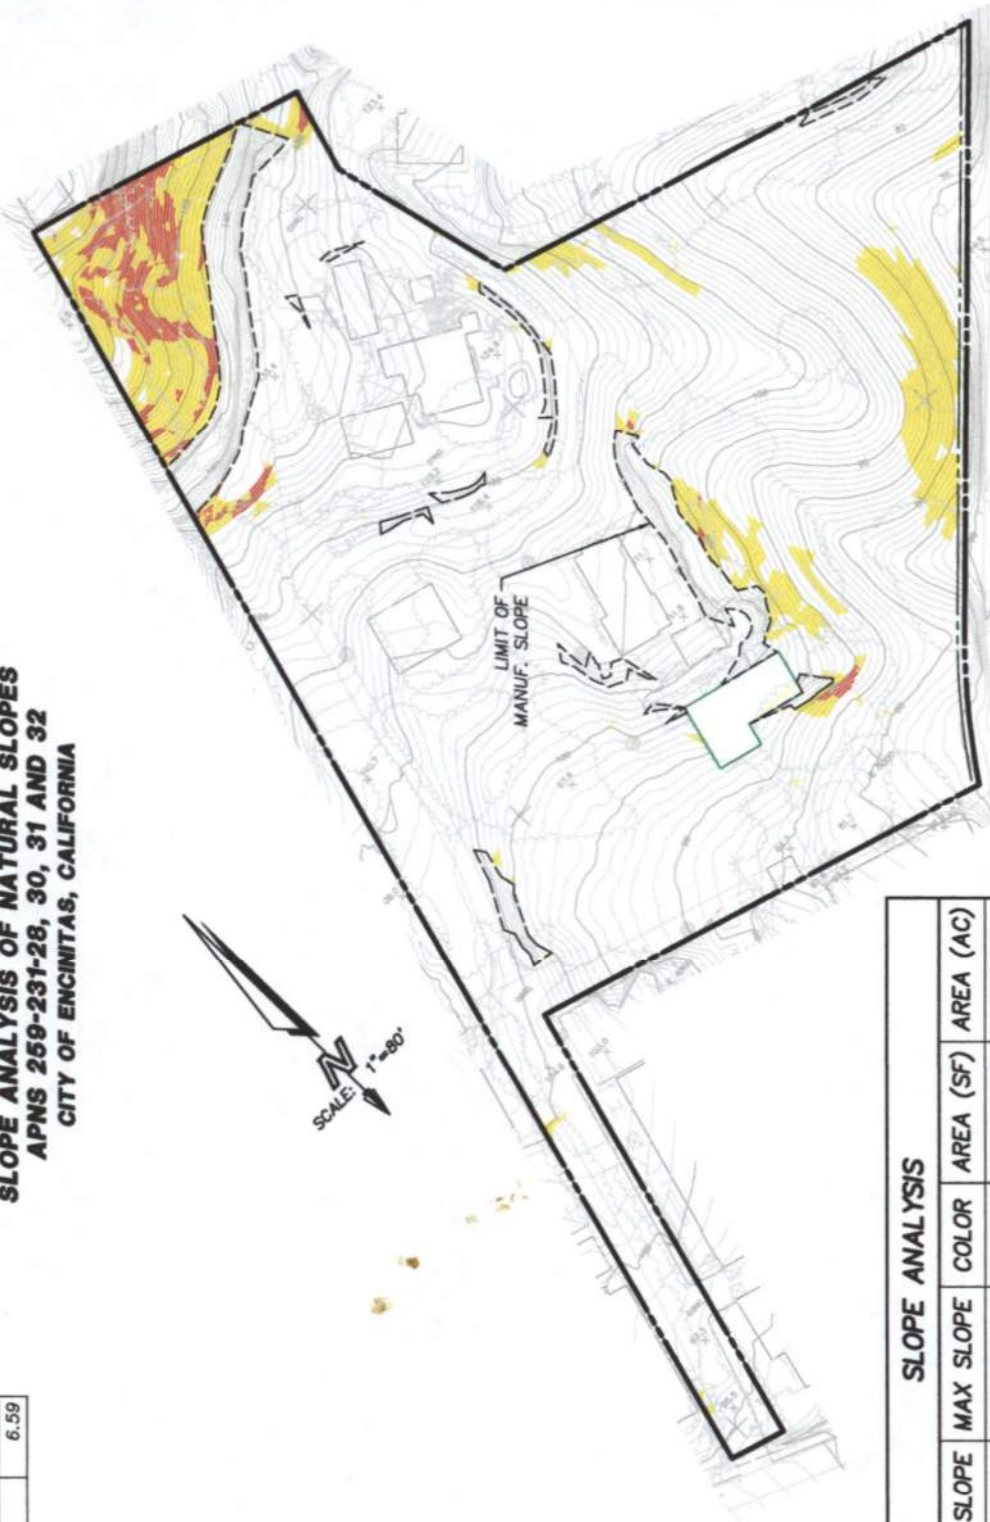 SLOPE ANALYSIS OF NATURAL SLOPES
APNS 259-231-28, 30, 31 AND 32
CITY OF ENCINITAS, CALIFORNIA
6.59
LIMIT OF
MANUF. SLOPE
N
SCALE: 1"=80'
SLOPE ANALYSIS
SLOPE MAX SLOPE COLOR AREA (SF) AREA (AC)